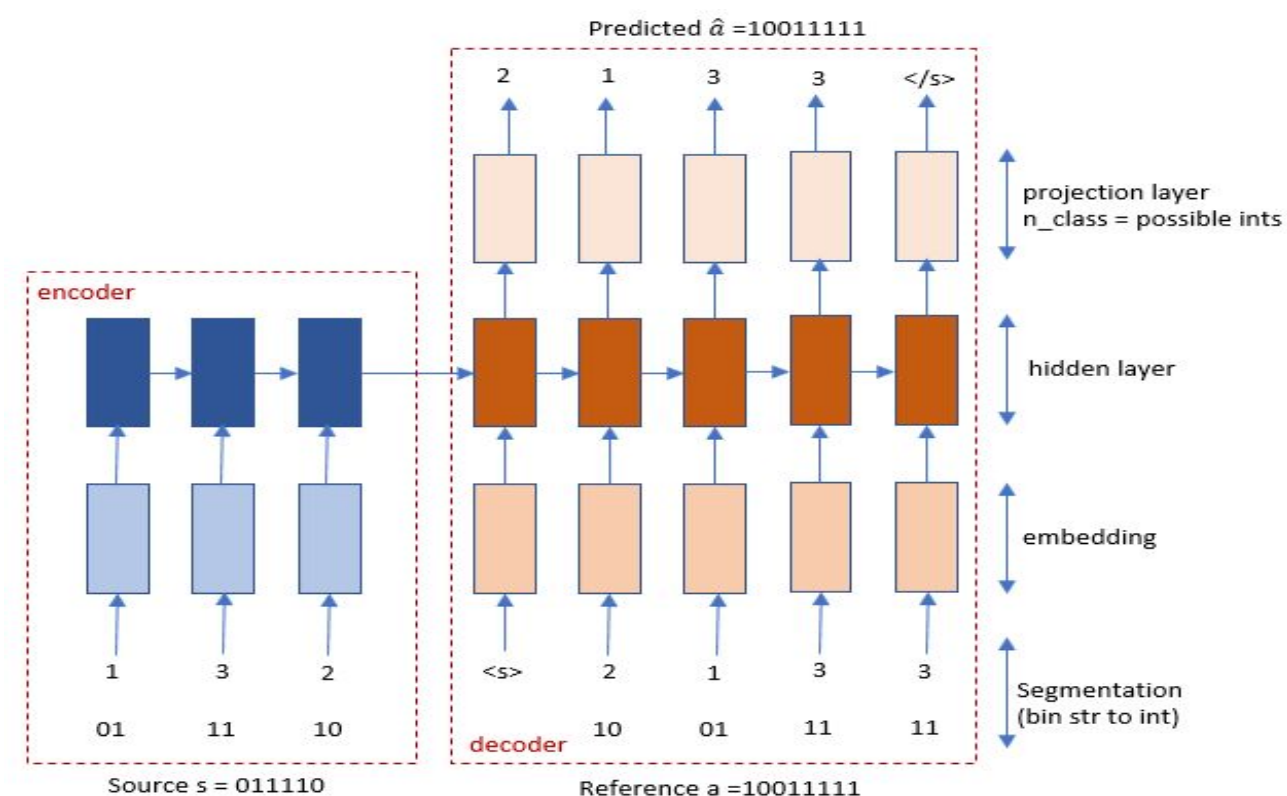 Predicted â =10011111
2 1 3 3 </s>
projection layer
n_class = possible ints
encoder
hidden layer
embedding
1 3 2
<s> 2 1 3 3
Segmentation
(bin str to int)
01 11 10
10 01 11 11
decoder
Source s = 011110
Reference a =10011111